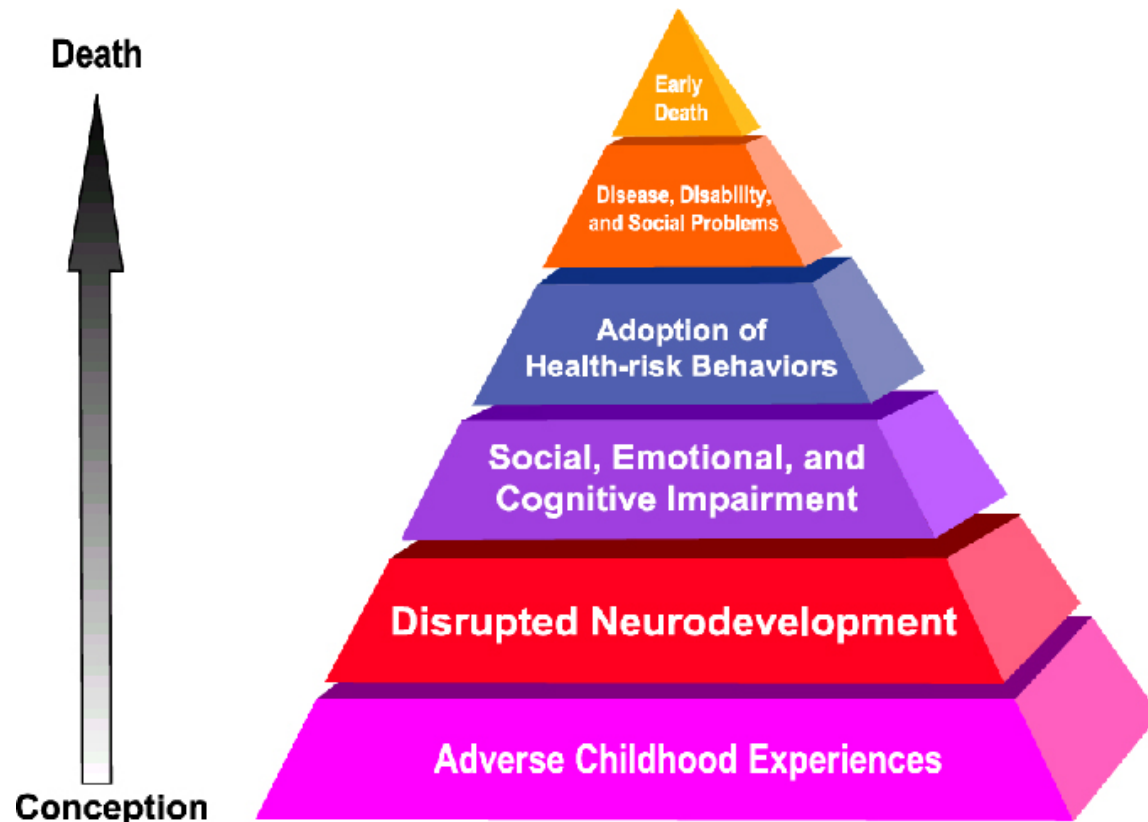 Death
Early
Death
Disease, Disability,
and Social Problems
Adoption of
Health-risk Behaviors
Social, Emotional, and
Cognitive Impairment
Disrupted Neurodevelopment
Adverse Childhood Experiences
Conception